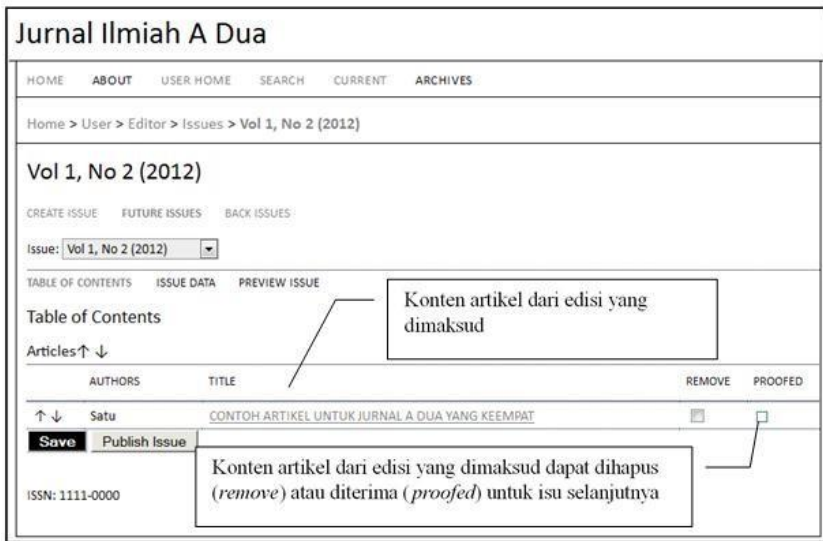 Jurnal Ilmiah A Dua
HOME ABOUT USER HOME SEARCH CURRENT ARCHIVES
Home > User > Editor > Issues > Vol 1, No 2 (2012)
Vol 1, No 2 (2012)
CREATE ISSUE FUTURE ISSUES BACK ISSUES
Issue: Vol 1, No 2 (2012)
TABLE OF CONTENTS ISSUE DATA PREVIEW ISSUE
Konten artikel dari edisi yang
dimaksud
Table of Contents
Articles↑ ↓
AUTHORS TITLE REMOVE PROOFED
↑ ↓ Satu CONTOH ARTIKEL UNTUK JURNAL A DUA YANG KEEMPAT
Save Publish Issue
Konten artikel dari edisi yang dimaksud dapat dihapus
(remove) atau diterima (proofed) untuk isu selanjutnya
ISSN: 1111-0000